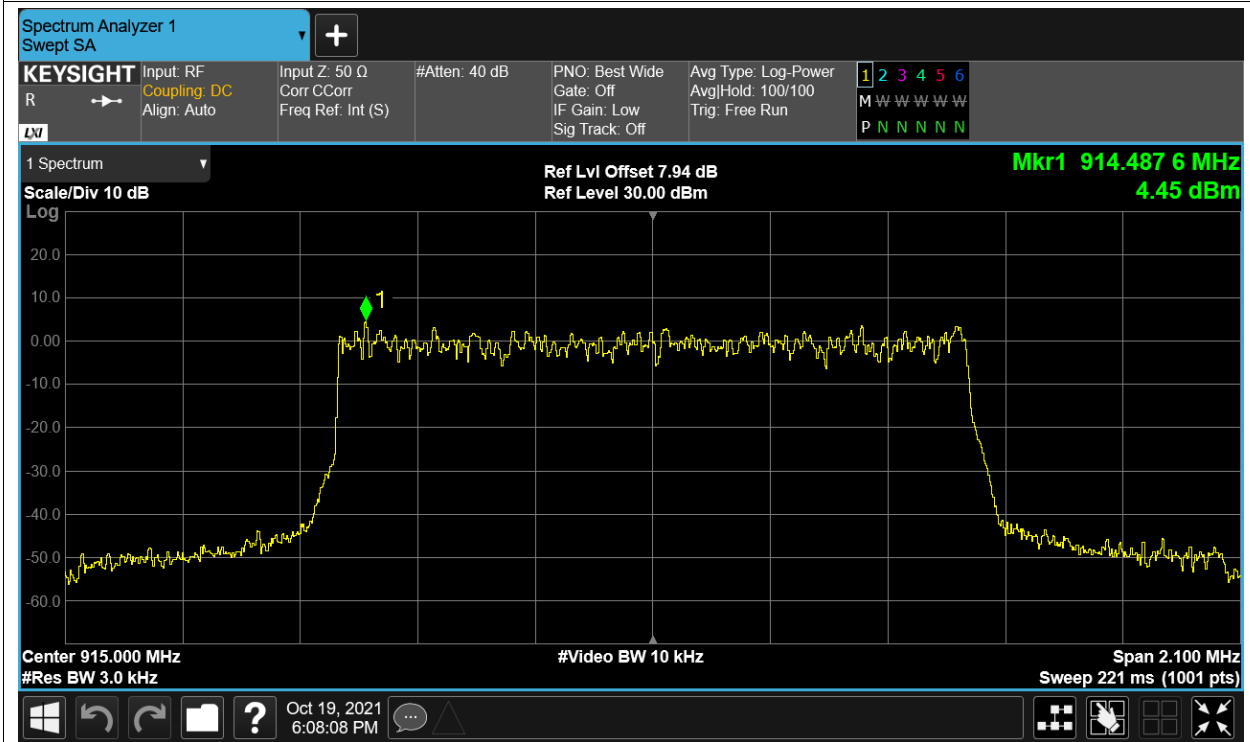 Spectrum Analyzer 1
Swept SA
+
KEYSIGHT
R
LXI
Input: RF
Coupling: DC
Align: Auto
Input Z: 50 Ω
Corr CCorr
Freq Ref: Int (S)
#Atten: 40 dB
PNO: Best Wide
Gate: Off
IF Gain: Low
Sig Track: Off
Avg Type: Log-Power
Avg|Hold: 100/100
Trig: Free Run
1 2 3 4 5 6
M W W W W W
P N N N N N
1 Spectrum
Scale/Div 10 dB
Log
Ref Lvl Offset 7.94 dB
Ref Level 30.00 dBm
Mkr1 914.487 6 MHz
4.45 dBm
20.0
10.0
1
0.00
-10.0
-20.0
-30.0
-40.0
-50.0
-60.0
Center 915.000 MHz
#Res BW 3.0 kHz
#Video BW 10 kHz
Span 2.100 MHz
Sweep 221 ms (1001 pts)
?
Oct 19, 2021
6:08:08 PM